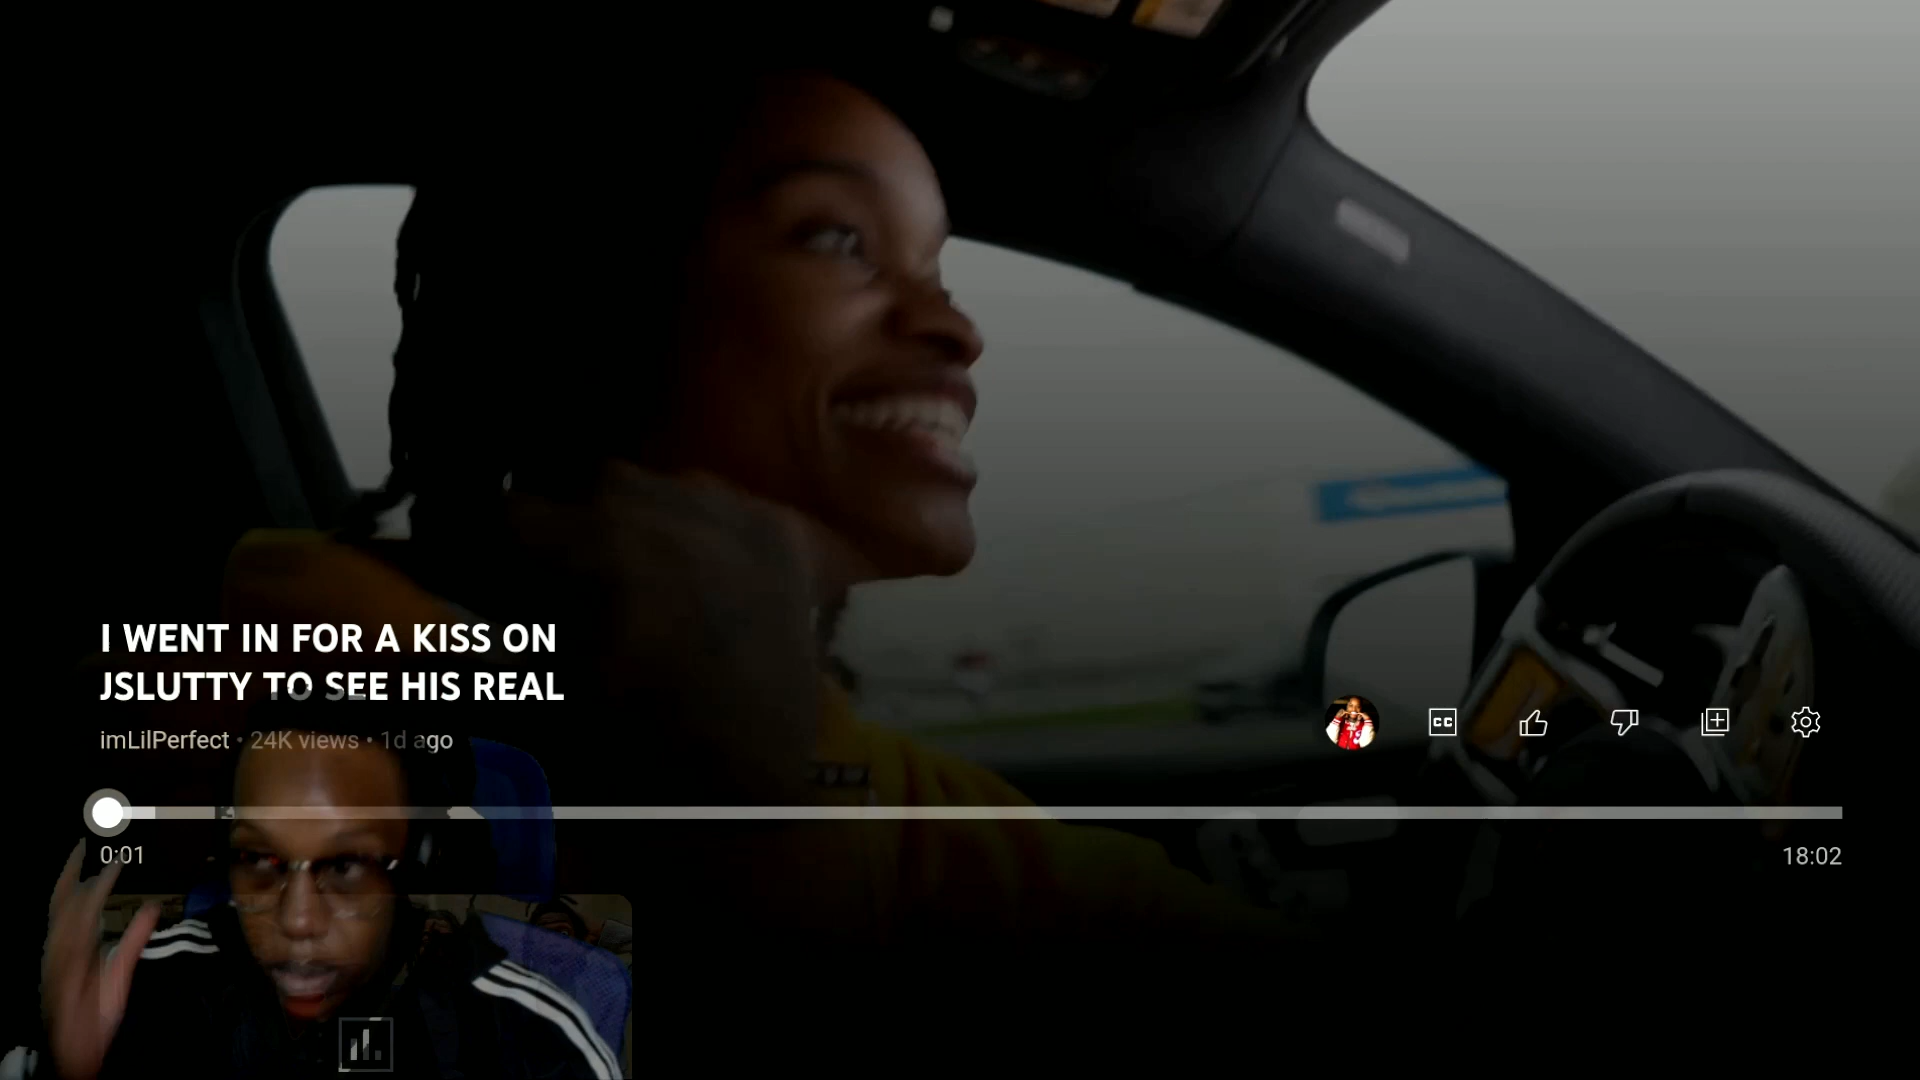 I WENT IN FOR A KISS ON
JSLUTTY TO SEE HIS REAL
imLilPerfect • 24K views • 1d ago
CC
0:01
18:02